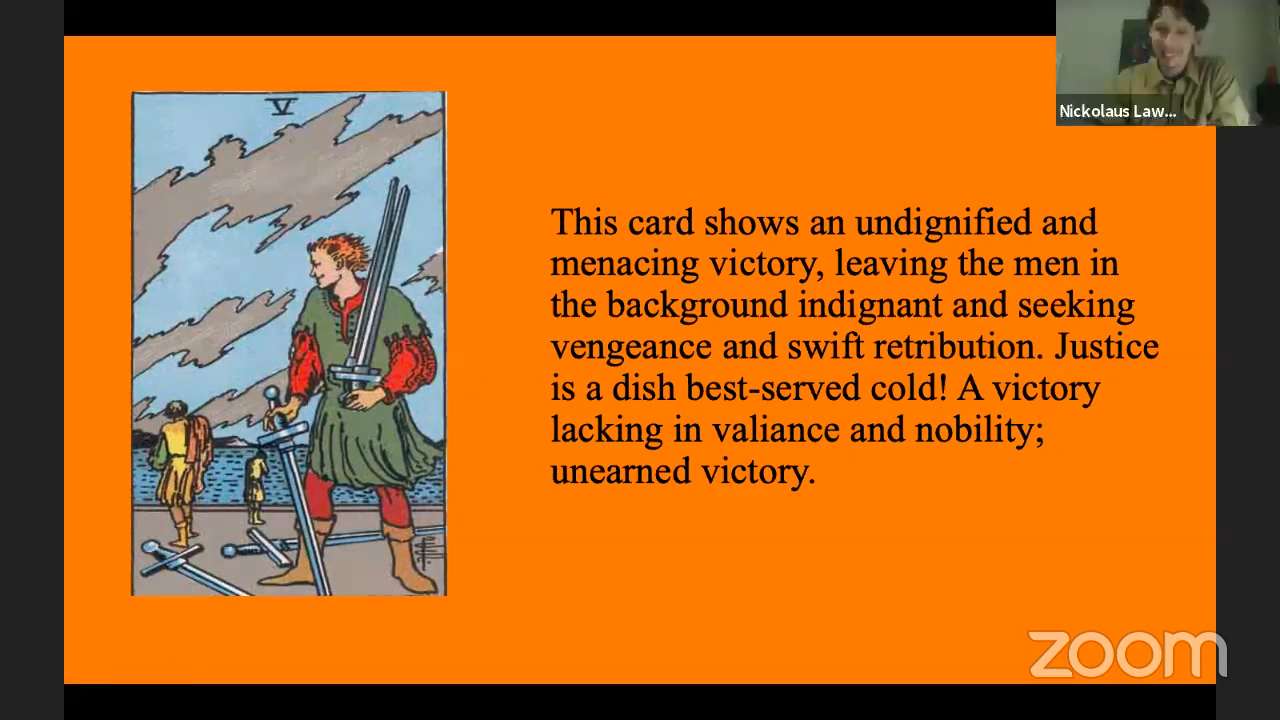 Nickolaus Law...
V
This card shows an undignified and
menacing victory, leaving the men in
the background indignant and seeking
vengeance and swift retribution. Justice
is a dish best-served cold! A victory
lacking in valiance and nobility;
unearned victory.
zoom